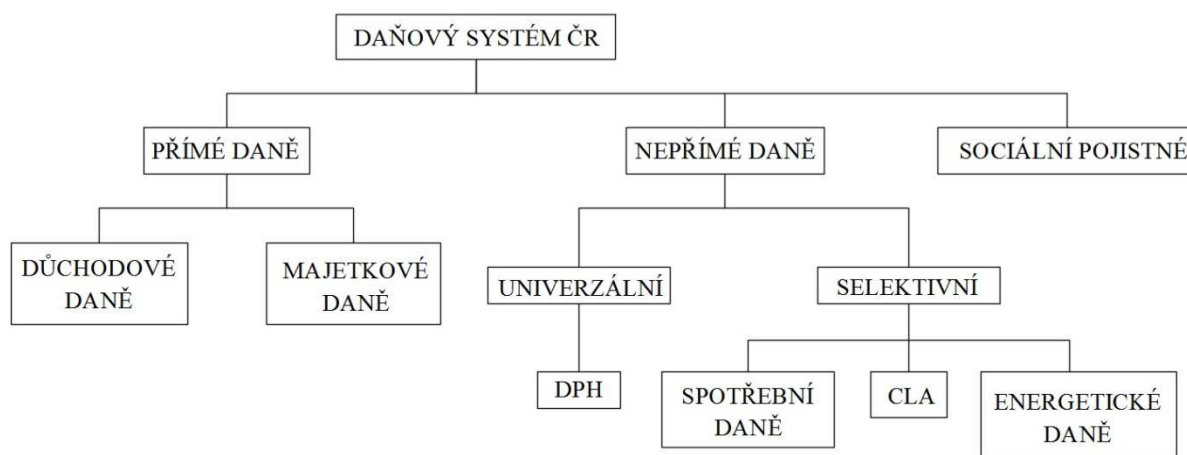 DAŇOVÝ SYSTÉM ČR
PŘÍMÉ DANĚ
NEPŘÍMÉ DANĚ
SOCIÁLNÍ POJISTNÉ
DŮCHODOVÉ
DANĚ
MAJETKOVÉ
DANĚ
UNIVERZÁLNÍ
SELEKTIVNÍ
DPH
SPOTŘEBNÍ
DANĚ
CLA
ENERGETICKÉ
DANĚ